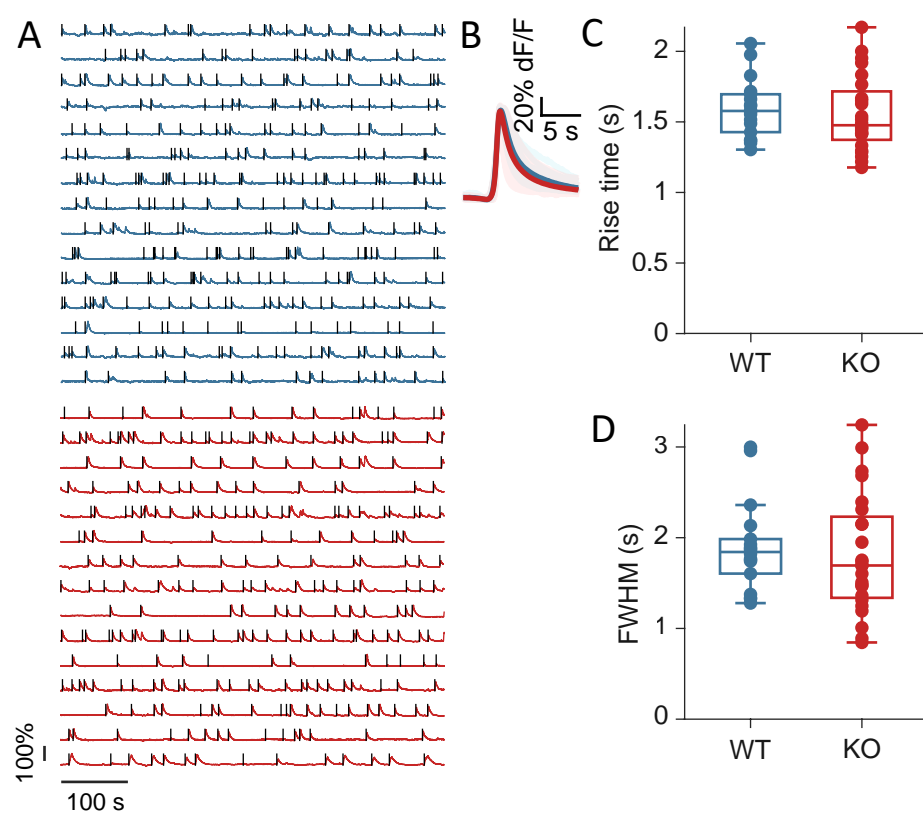 A
100%
100 s
B
20% dF/F
5 s
C
Rise time (s)
2
1.5
1
0.5
0
WT
KO
D
FWHM (s)
3
2
1
0
WT
KO